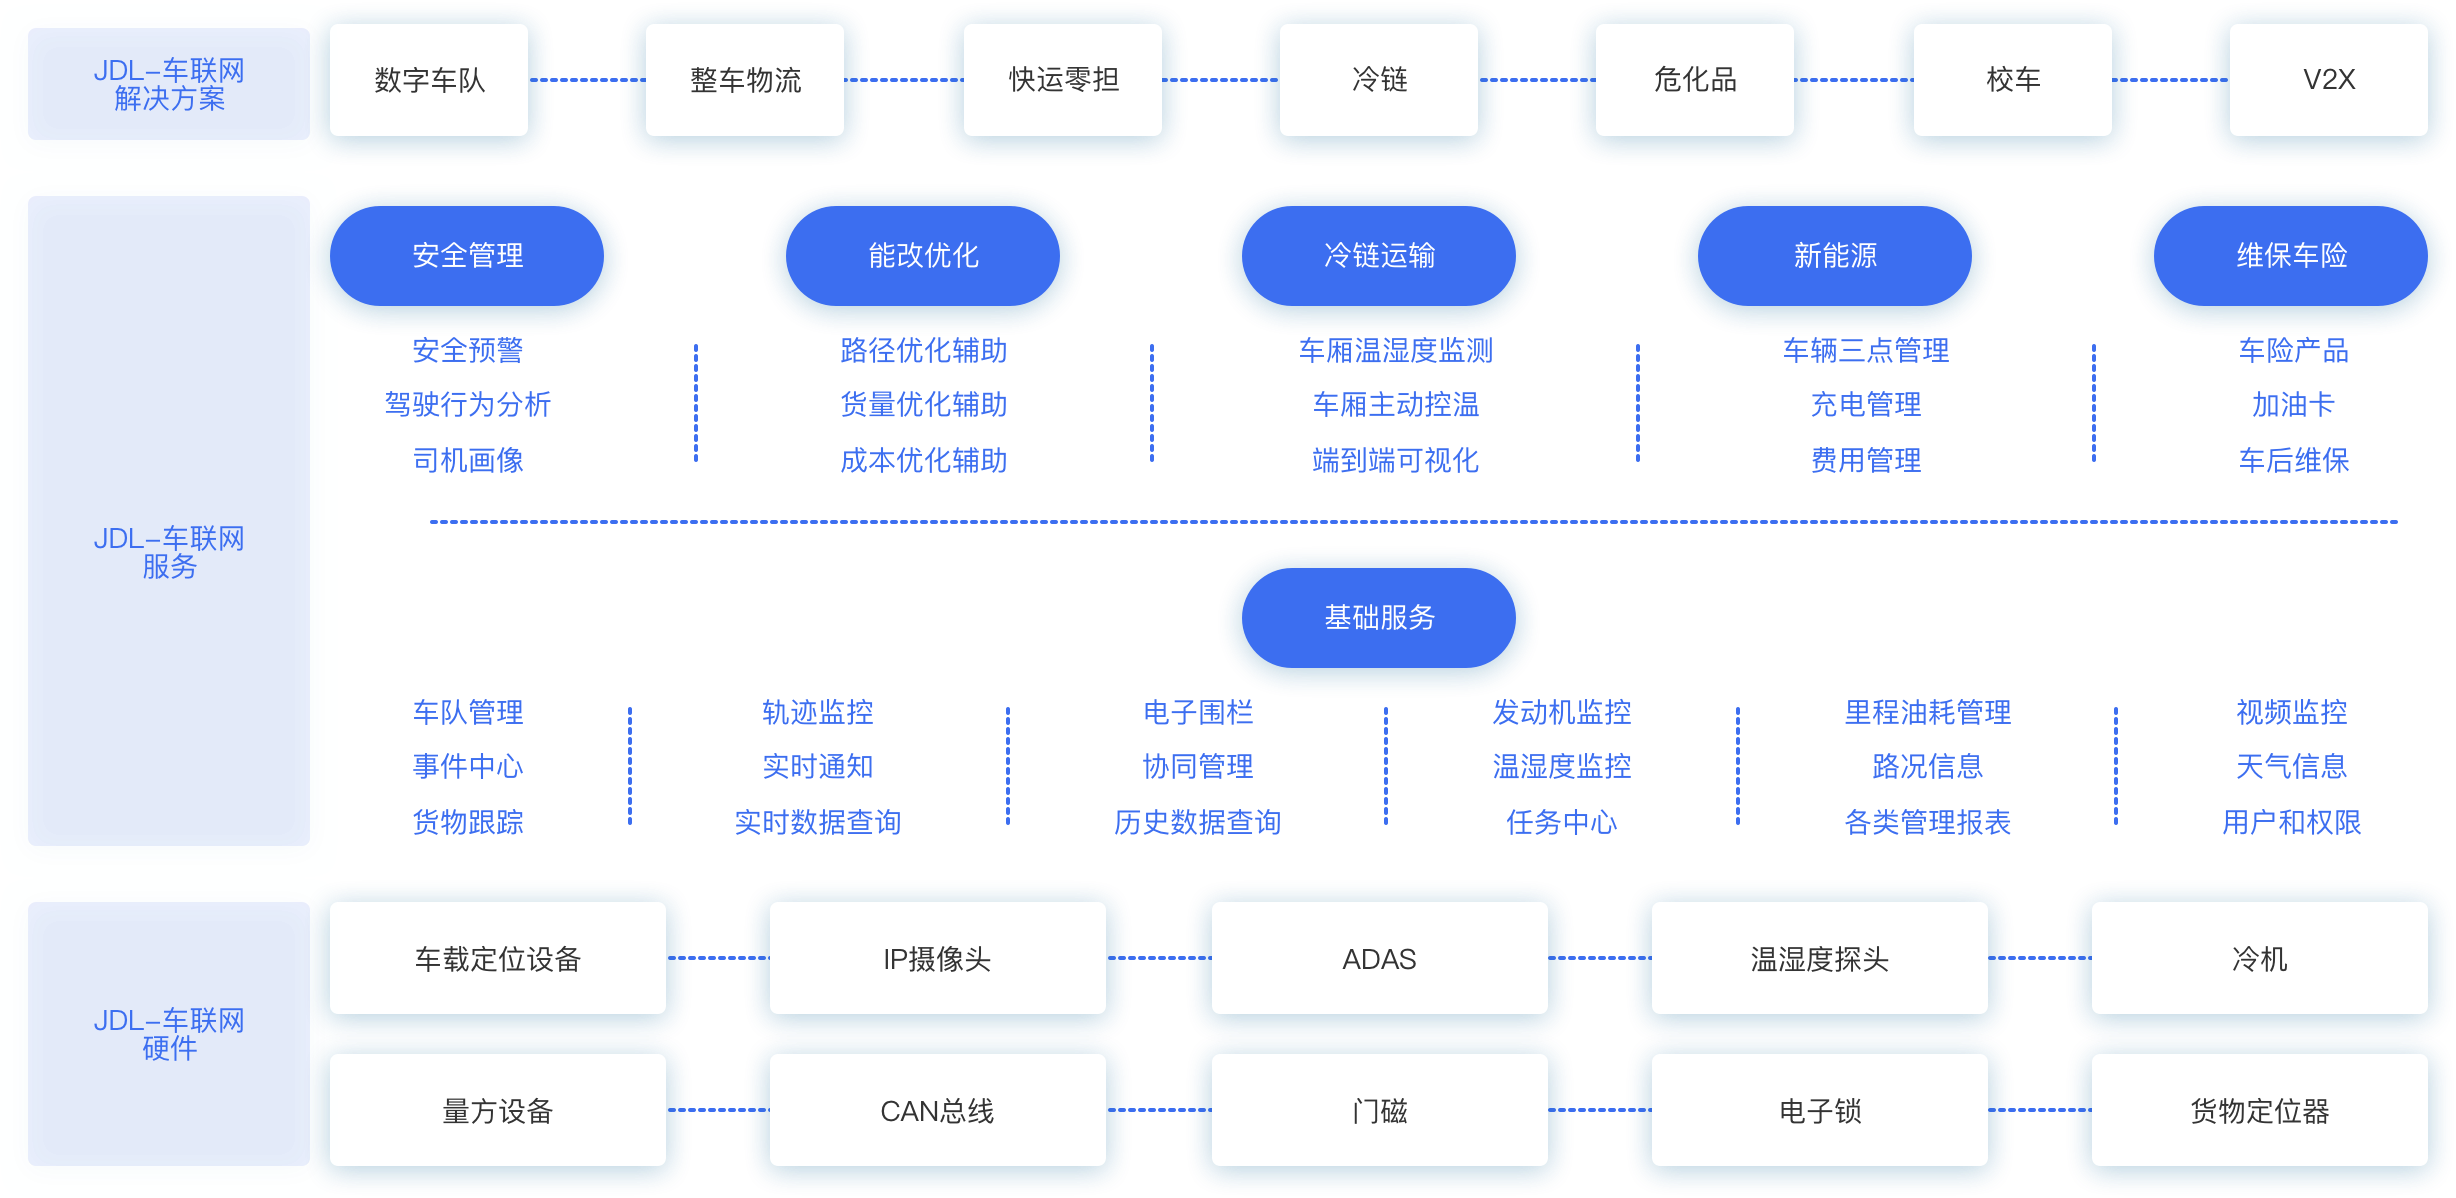 JDL-车联网
解决方案
数字车队
整车物流
快运零担
冷链
危化品
校车
V2X
JDL-车联网
服务
安全管理
能改优化
冷链运输
新能源
维保车险
安全预警
路径优化辅助
车厢温湿度监测
车辆三点管理
车险产品
驾驶行为分析
货量优化辅助
车厢主动控温
充电管理
加油卡
司机画像
成本优化辅助
端到端可视化
费用管理
车后维保
基础服务
车队管理
轨迹监控
电子围栏
发动机监控
里程油耗管理
视频监控
事件中心
实时通知
协同管理
温湿度监控
路况信息
天气信息
货物跟踪
实时数据查询
历史数据查询
任务中心
各类管理报表
用户和权限
JDL-车联网
硬件
车载定位设备
IP摄像头
ADAS
温湿度探头
冷机
量方设备
CAN总线
门磁
电子锁
货物定位器